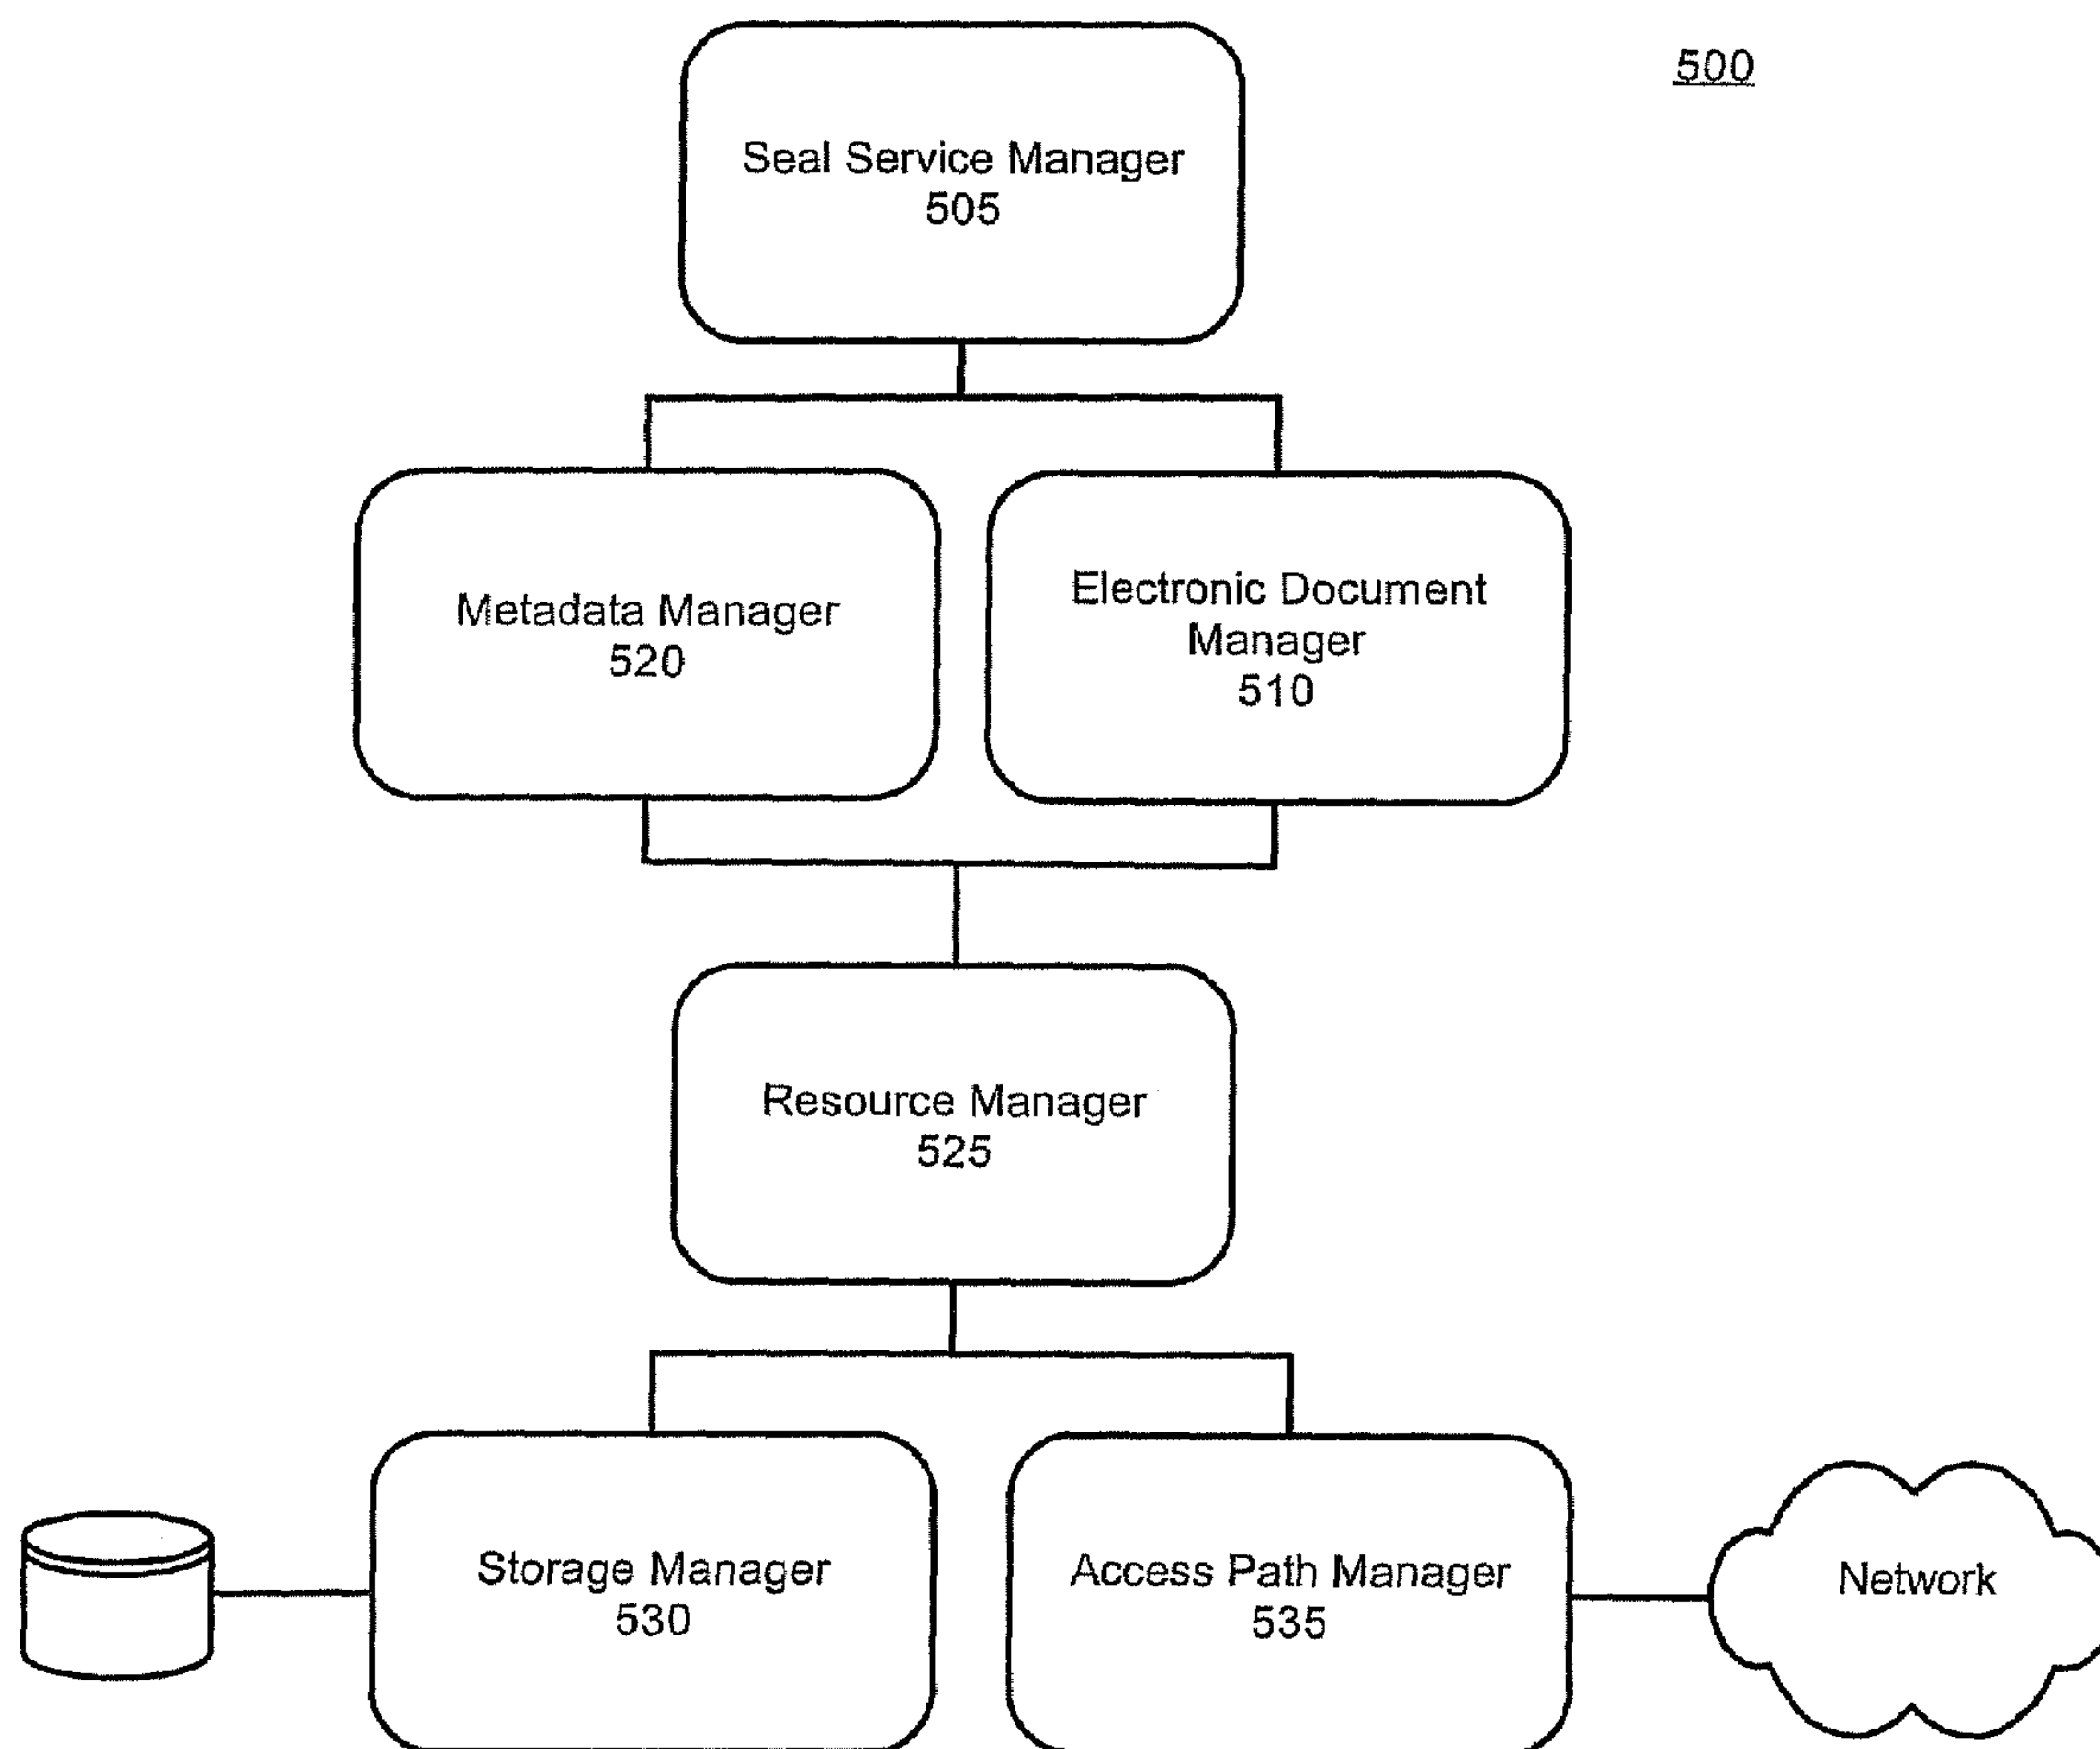 500
Seal Service Manager
505
Metadata Manager
520
Electronic Document
Manager
510
Resource Manager
525
Storage Manager
530
Access Path Manager
535
Network